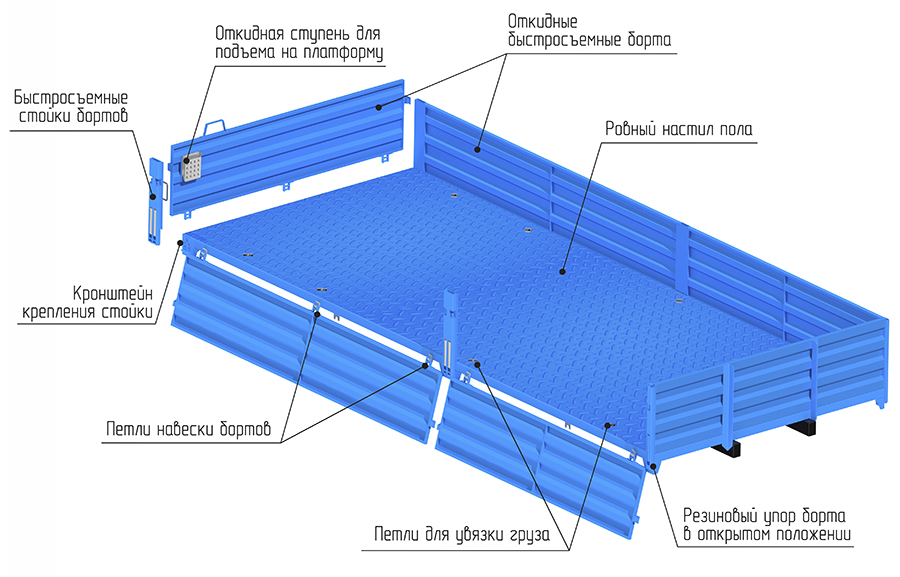 Откидная ступень для
подъема на платформу
Откидные
быстросъемные борта
Быстросъемные
стойки бортов
Ровный настил пола
Кронштейн
крепления стойки
Петли навески бортов
Петли для увязки груза
Резиновый упор борта
в открытом положении